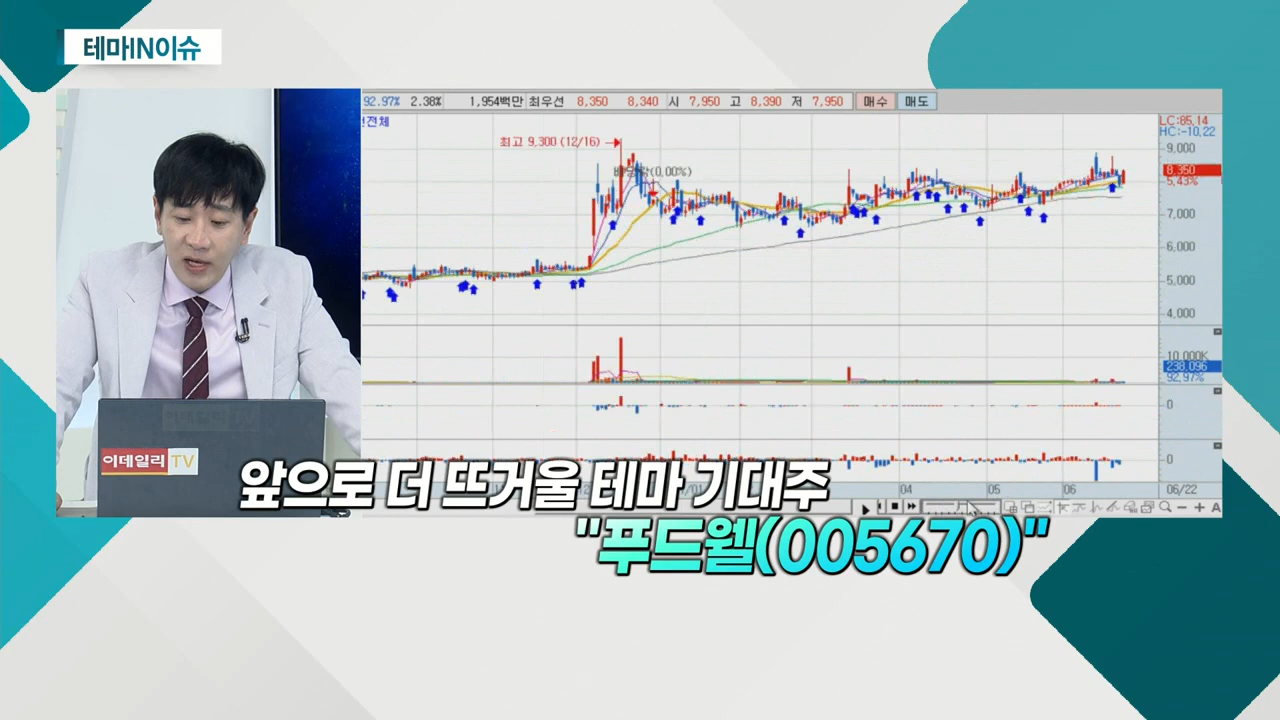 테마IN이슈
92.97% 2.38% 1,954백만 최우선 8,350 8,340 시 7,950 고 8,390 저 7,950 매수 매도
전체
LC:85.14
HC:-10.22
최고 9,300 (12/16)
(0.00%)
9,000
8,350
5.43%
7,000
6,000
5,000
4,000
10,000K
238,096
92.97%
0
0
이데일리 TV
04 05 06 06/22
앞으로 더 뜨거울 테마 기대주
"푸드웰(005670)"